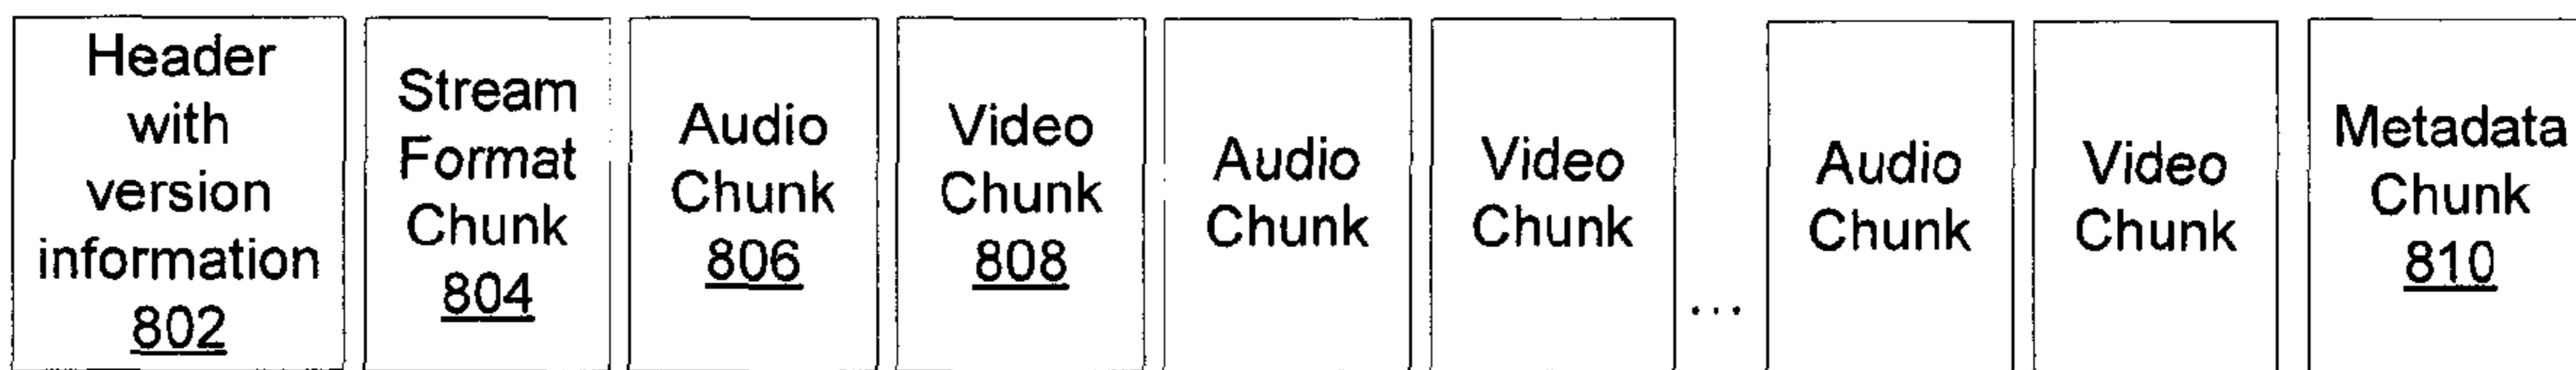 Header
with
version
information
802
Stream
Format
Chunk
804
Audio
Chunk
806
Video
Chunk
808
Audio
Chunk
Video
Chunk
...
Audio
Chunk
Video
Chunk
Metadata
Chunk
810